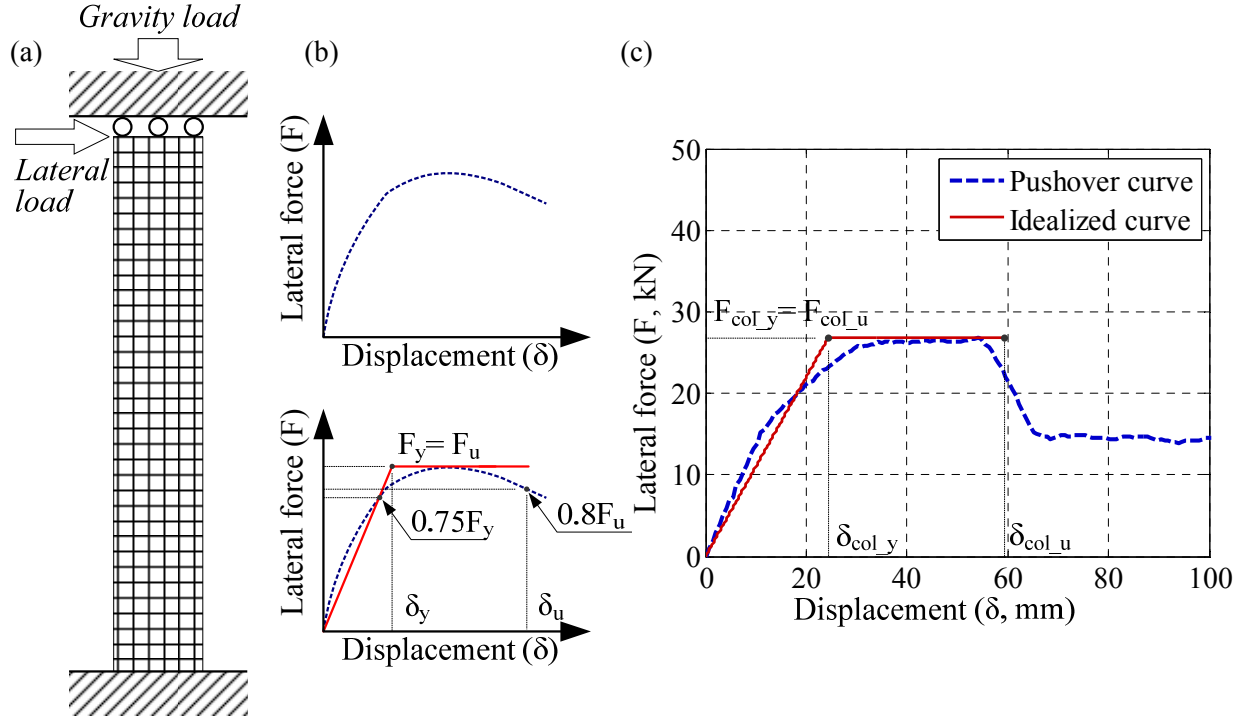 Gravity load
(a)
Lateral
load
(b)
Lateral force (F)
Displacement (δ)
Lateral force (F)
F_y = F_u
0.75F_y
0.8F_u
δ_y
δ_u
Displacement (δ)
(c)
Lateral force (F, kN)
50
40
30
20
10
0
Pushover curve
Idealized curve
F_col_y = F_col_u
δ_col_y
δ_col_u
0 20 40 60 80 100
Displacement (δ, mm)